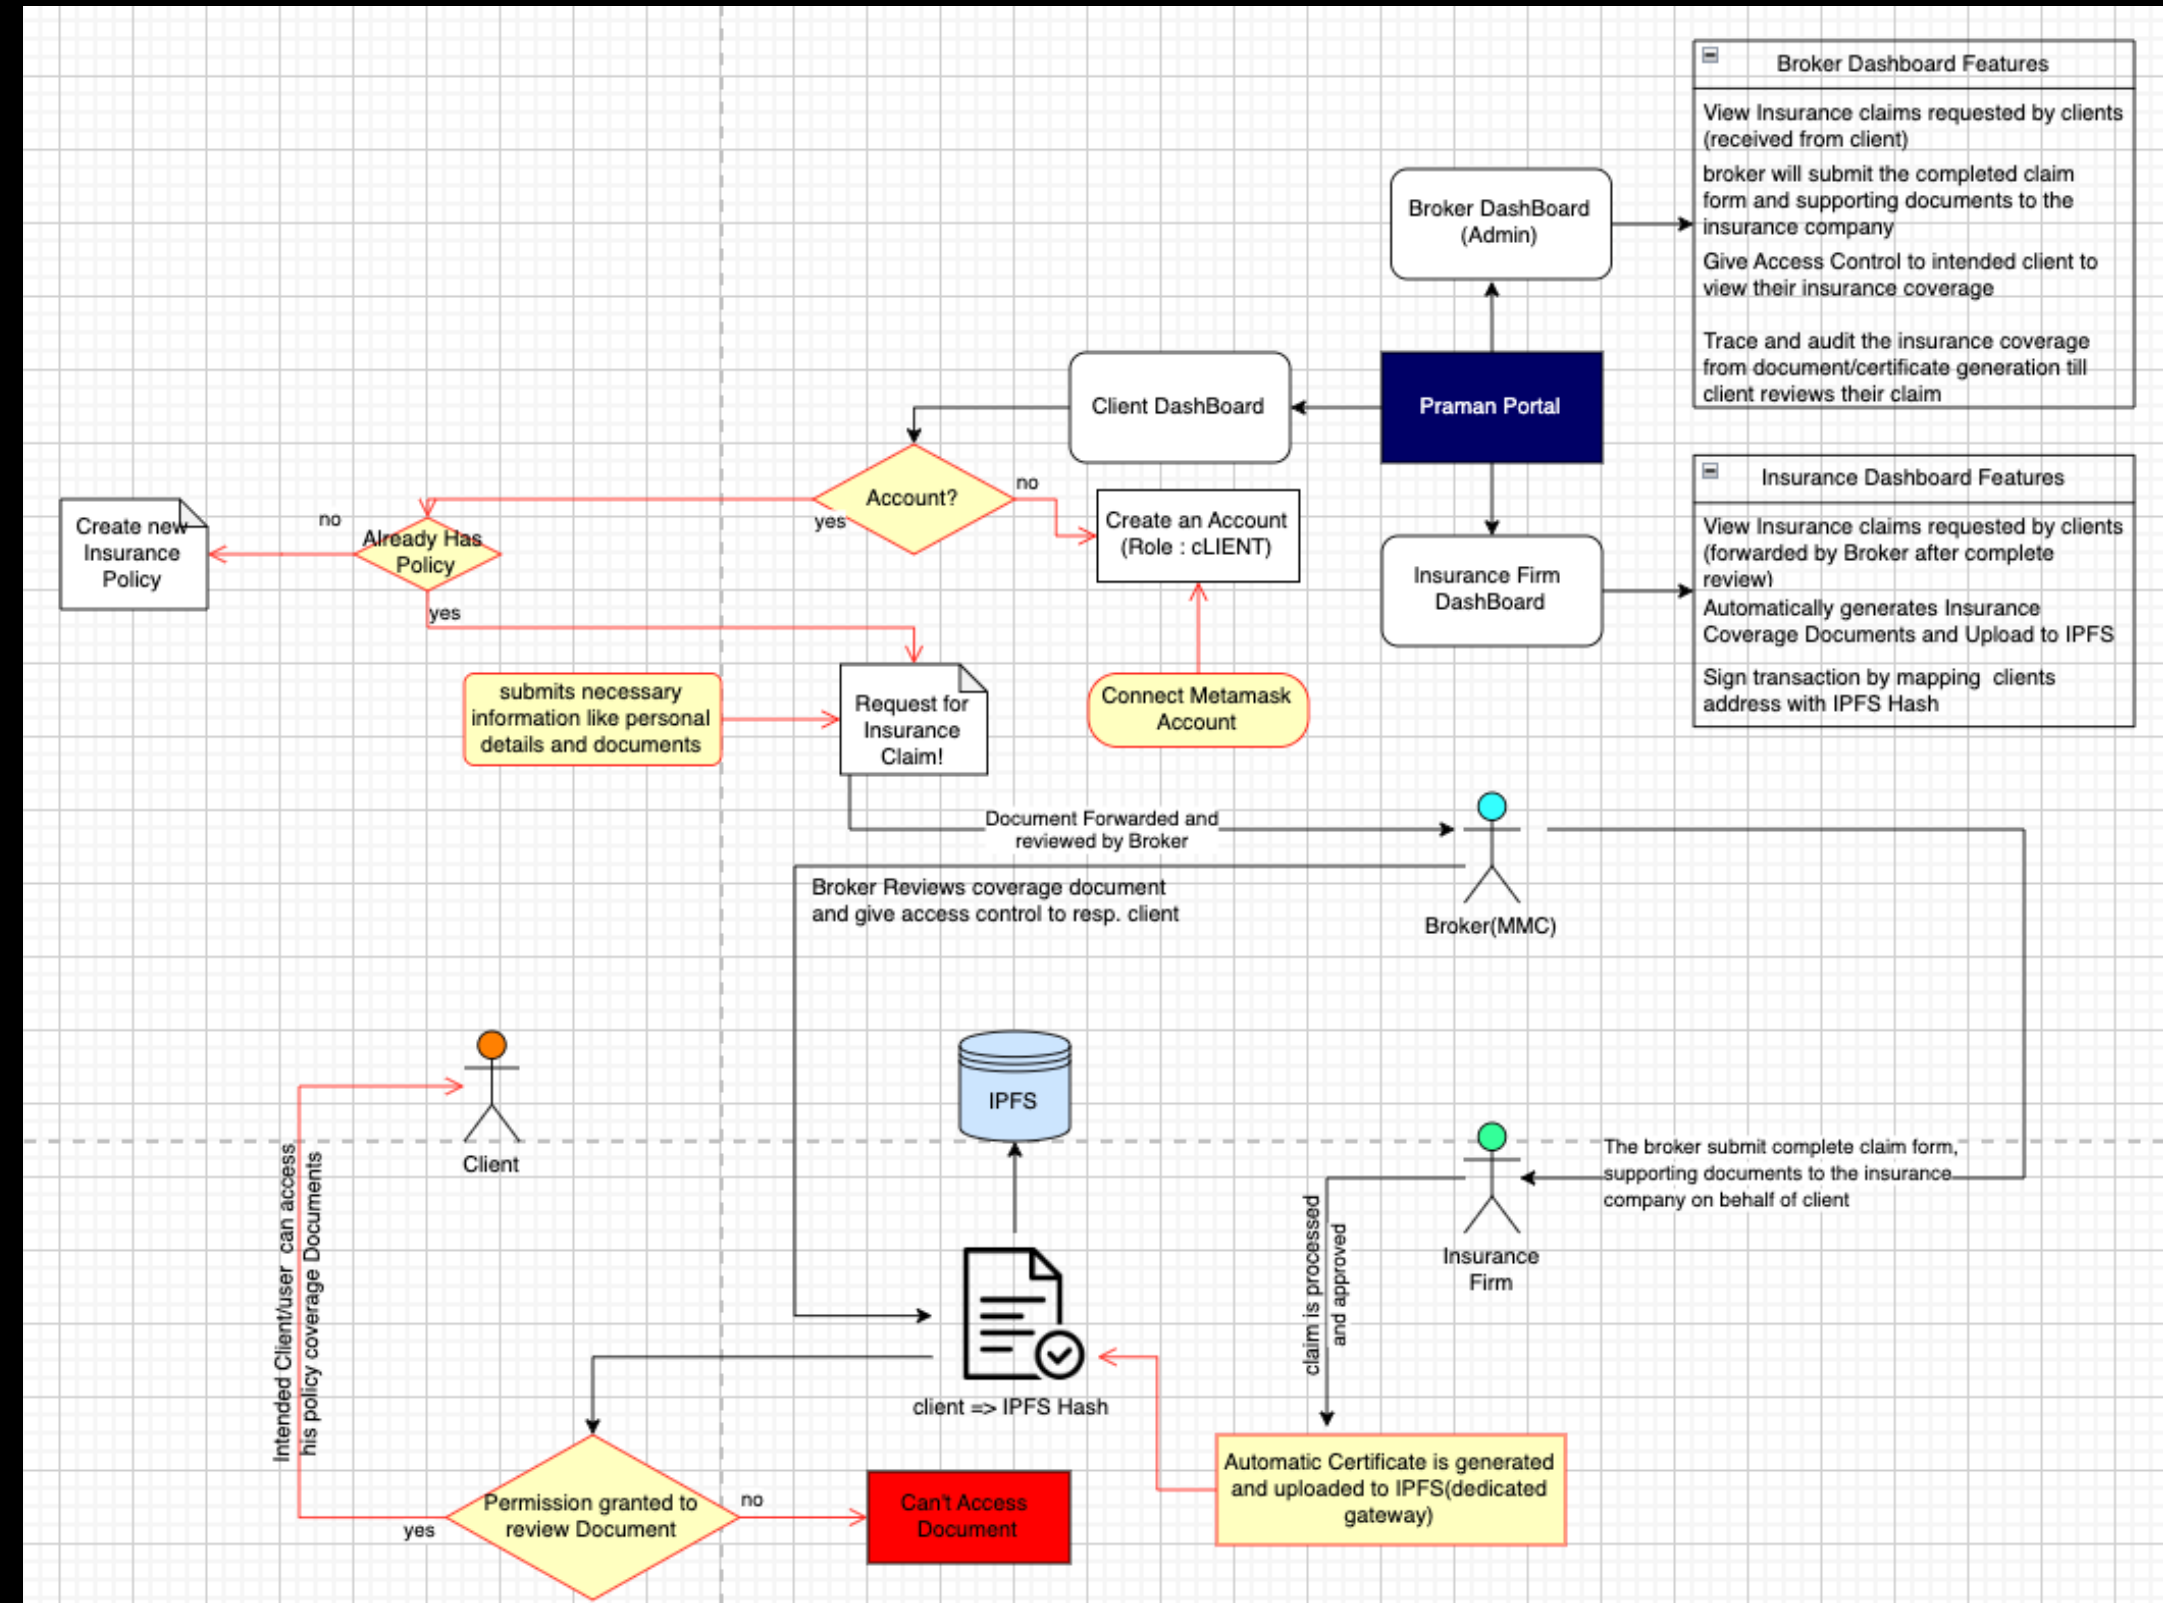 Broker Dashboard Features
View Insurance claims requested by clients
(received from client)
broker will submit the completed claim
form and supporting documents to the
insurance company
Give Access Control to intended client to
view their insurance coverage
Trace and audit the insurance coverage
from document/certificate generation till
client reviews their claim
Broker DashBoard
(Admin)
Client DashBoard
Praman Portal
Insurance Dashboard Features
View Insurance claims requested by clients
(forwarded by Broker after complete
review)
Automatically generates Insurance
Coverage Documents and Upload to IPFS
Sign transaction by mapping  clients
address with IPFS Hash
Insurance Firm
DashBoard
Account?
no
yes
Create an Account
(Role : cLIENT)
Connect Metamask
Account
Already Has
Policy
no
yes
Create new
Insurance
Policy
submits necessary
information like personal
details and documents
Request for
Insurance
Claim!
Document Forwarded and
reviewed by Broker
Broker Reviews coverage document
and give access control to resp. client
Broker(MMC)
Client
IPFS
The broker submit complete claim form,
supporting documents to the insurance
company on behalf of client
Insurance
Firm
claim is processed
and approved
Intended Client/user  can access
his policy coverage Documents
client => IPFS Hash
Automatic Certificate is generated
and uploaded to IPFS(dedicated
gateway)
Permission granted to
review Document
no
yes
Can't Access
Document